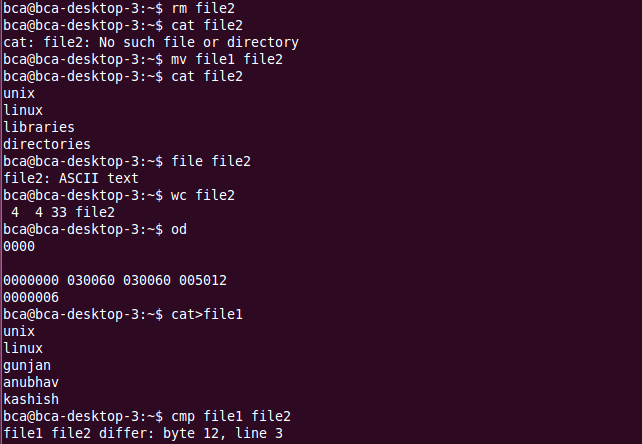 bca@bca-desktop-3:~$ rm file2
bca@bca-desktop-3:~$ cat file2
cat: file2: No such file or directory
bca@bca-desktop-3:~$ mv file1 file2
bca@bca-desktop-3:~$ cat file2
unix
linux
libraries
directories
bca@bca-desktop-3:~$ file file2
file2: ASCII text
bca@bca-desktop-3:~$ wc file2
 4  4 33 file2
bca@bca-desktop-3:~$ od
0000

0000000 030060 030060 005012
0000006
bca@bca-desktop-3:~$ cat>file1
unix
linux
gunjan
anubhav
kashish
bca@bca-desktop-3:~$ cmp file1 file2
file1 file2 differ: byte 12, line 3